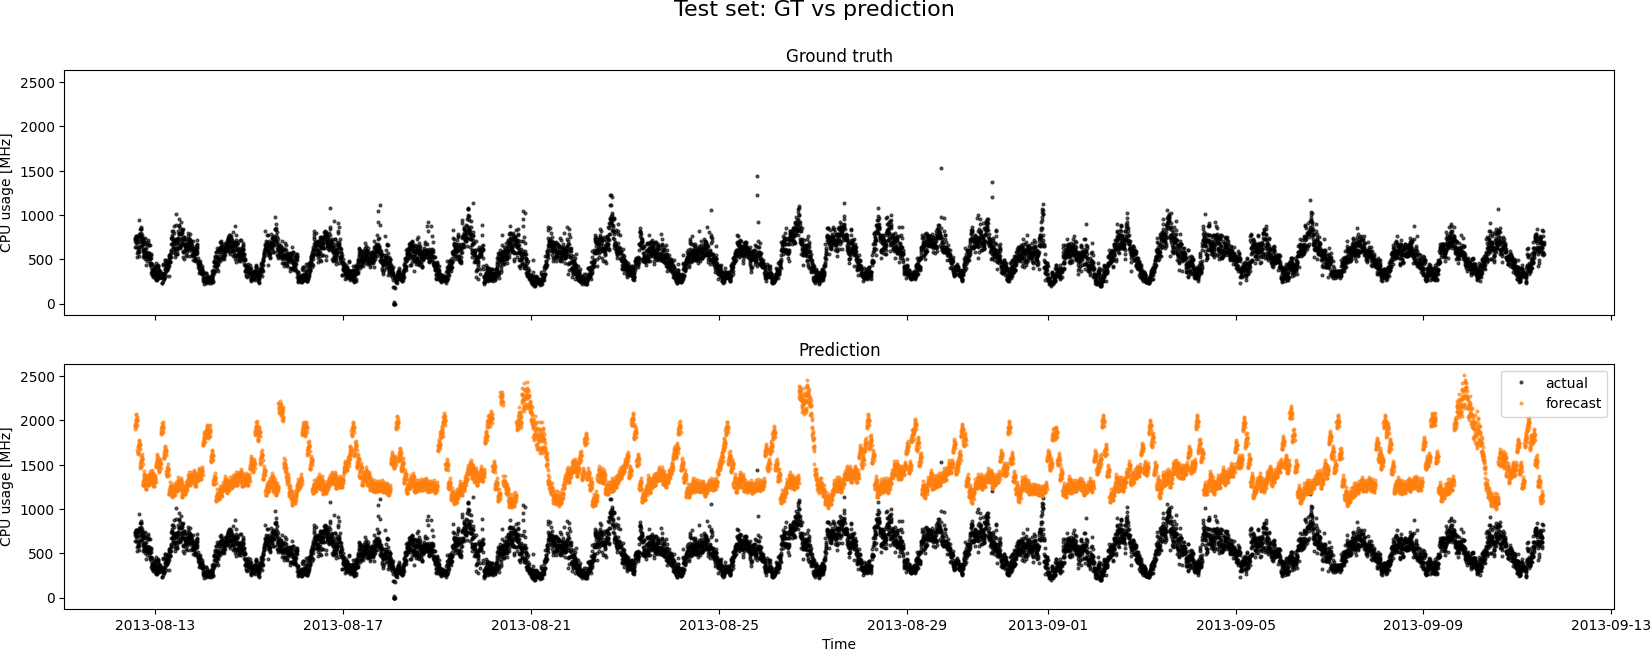 Test set: GT vs prediction
Ground truth
CPU usage [MHz]
2500
2000
1500
1000
500
0
Prediction
CPU usage [MHz]
2500
2000
1500
1000
500
0
actual
forecast
2013-08-13 2013-08-17 2013-08-21 2013-08-25 2013-08-29 2013-09-01 2013-09-05 2013-09-09 2013-09-13
Time